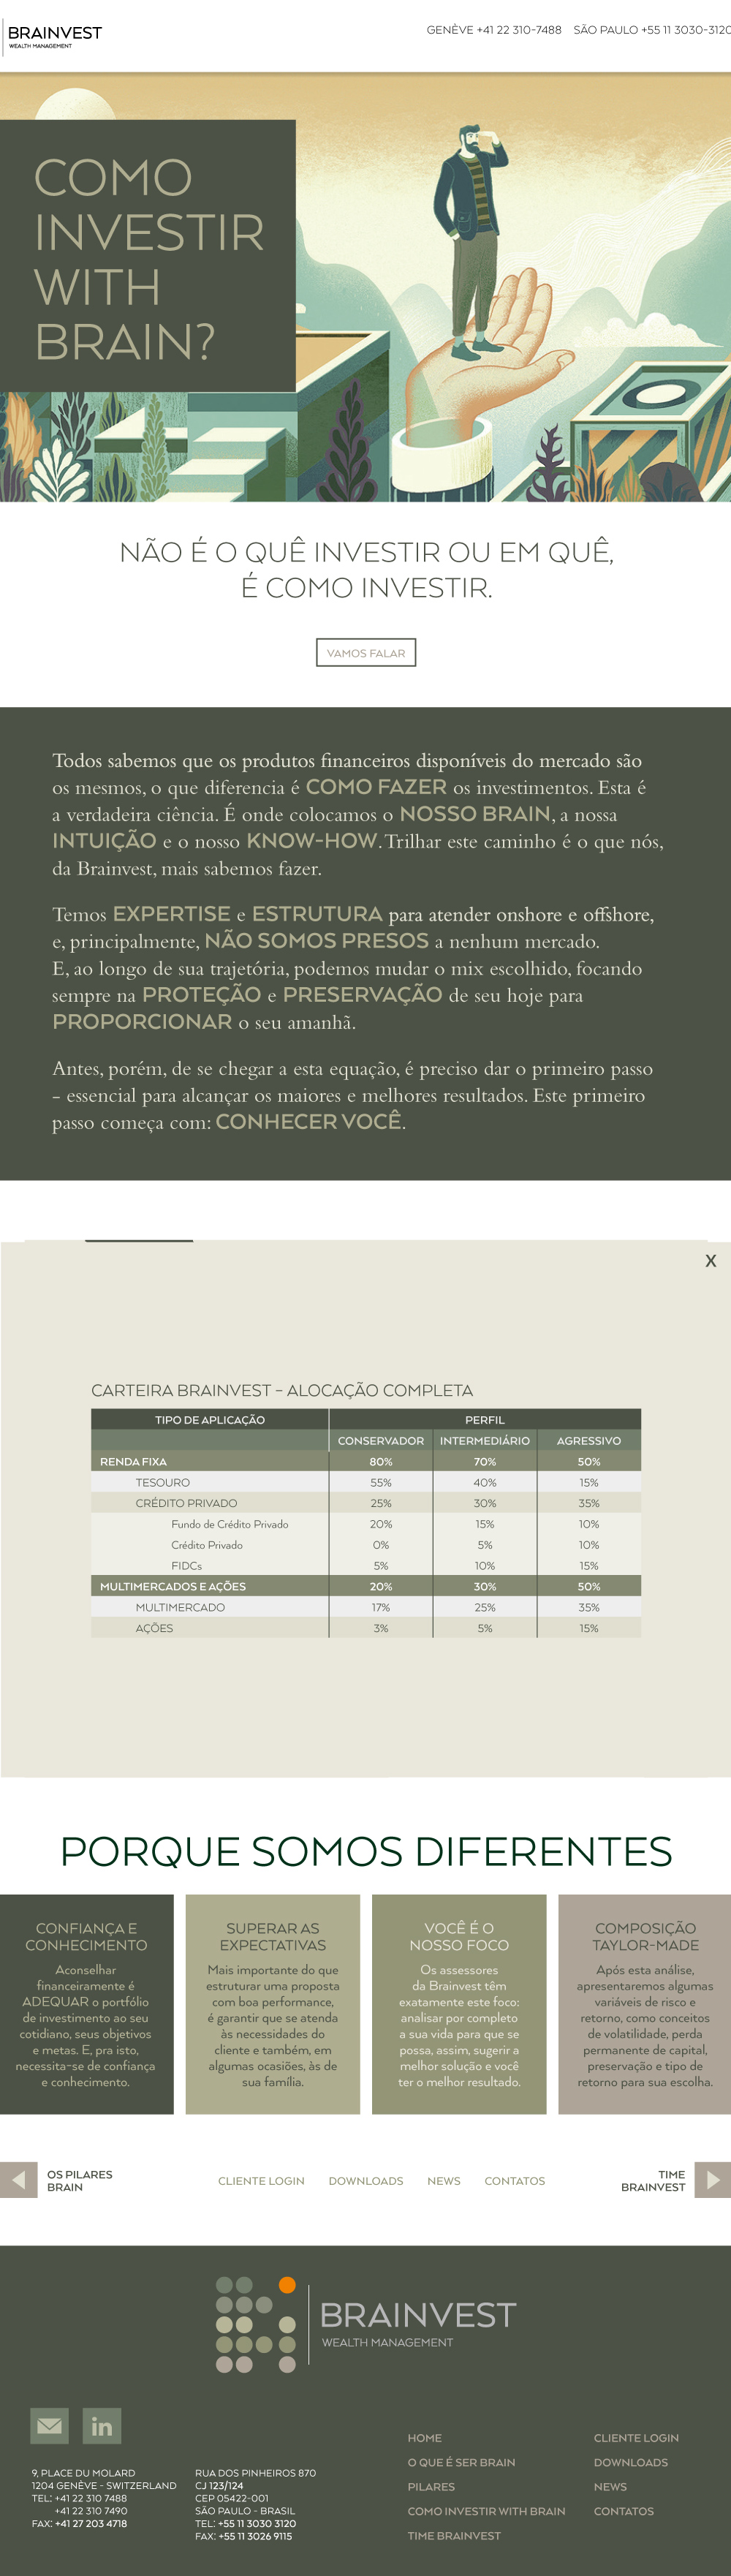 BRAINVEST
WEALTH MANAGEMENT
GENÈVE +41 22 310-7488 SÃO PAULO +55 11 3030-3120
COMO
INVESTIR
WITH
BRAIN?
NÃO É O QUÊ INVESTIR OU EM QUÊ,
É COMO INVESTIR.
VAMOS FALAR
Todos sabemos que os produtos financeiros disponíveis do mercado são
os mesmos, o que diferencia é COMO FAZER os investimentos. Esta é
a verdadeira ciência. É onde colocamos o NOSSO BRAIN, a nossa
INTUIÇÃO e o nosso KNOW-HOW. Trilhar este caminho é o que nós,
da Brainvest, mais sabemos fazer.
Temos EXPERTISE e ESTRUTURA para atender onshore e offshore,
e, principalmente, NÃO SOMOS PRESOS a nenhum mercado.
E, ao longo de sua trajetória, podemos mudar o mix escolhido, focando
sempre na PROTEÇÃO e PRESERVAÇÃO de seu hoje para
PROPORCIONAR o seu amanhã.
Antes, porém, de se chegar a esta equação, é preciso dar o primeiro passo
- essencial para alcançar os maiores e melhores resultados. Este primeiro
passo começa com: CONHECER VOCÊ.
X
CARTEIRA BRAINVEST – ALOCAÇÃO COMPLETA
TIPO DE APLICAÇÃO PERFIL
CONSERVADOR INTERMEDIÁRIO AGRESSIVO
RENDA FIXA 80% 70% 50%
TESOURO 55% 40% 15%
CRÉDITO PRIVADO 25% 30% 35%
Fundo de Crédito Privado 20% 15% 10%
Crédito Privado 0% 5% 10%
FIDCs 5% 10% 15%
MULTIMERCADOS E AÇÕES 20% 30% 50%
MULTIMERCADO 17% 25% 35%
AÇÕES 3% 5% 15%
PORQUE SOMOS DIFERENTES
CONFIANÇA E
CONHECIMENTO
Aconselhar
financeiramente é
ADEQUAR o portfólio
de investimento ao seu
cotidiano, seus objetivos
e metas. E, pra isto,
necessita-se de confiança
e conhecimento.
SUPERAR AS
EXPECTATIVAS
Mais importante do que
estruturar uma proposta
com boa performance,
é garantir que se atenda
às necessidades do
cliente e também, em
algumas ocasiões, às de
sua família.
VOCÊ É O
NOSSO FOCO
Os assessores
da Brainvest têm
exatamente este foco:
analisar por completo
a sua vida para que se
possa, assim, sugerir a
melhor solução e você
ter o melhor resultado.
COMPOSIÇÃO
TAYLOR-MADE
Após esta análise,
apresentaremos algumas
variáveis de risco e
retorno, como conceitos
de volatilidade, perda
permanente de capital,
preservação e tipo de
retorno para sua escolha.
OS PILARES
BRAIN
CLIENTE LOGIN DOWNLOADS NEWS CONTATOS
TIME
BRAINVEST
BRAINVEST
WEALTH MANAGEMENT
in
9, PLACE DU MOLARD
1204 GENÈVE - SWITZERLAND
TEL: +41 22 310 7488
+41 22 310 7490
FAX: +41 27 203 4718
RUA DOS PINHEIROS 870
CJ 123/124
CEP 05422-001
SÃO PAULO - BRASIL
TEL: +55 11 3030 3120
FAX: +55 11 3026 9115
HOME
O QUE É SER BRAIN
PILARES
COMO INVESTIR WITH BRAIN
TIME BRAINVEST
CLIENTE LOGIN
DOWNLOADS
NEWS
CONTATOS